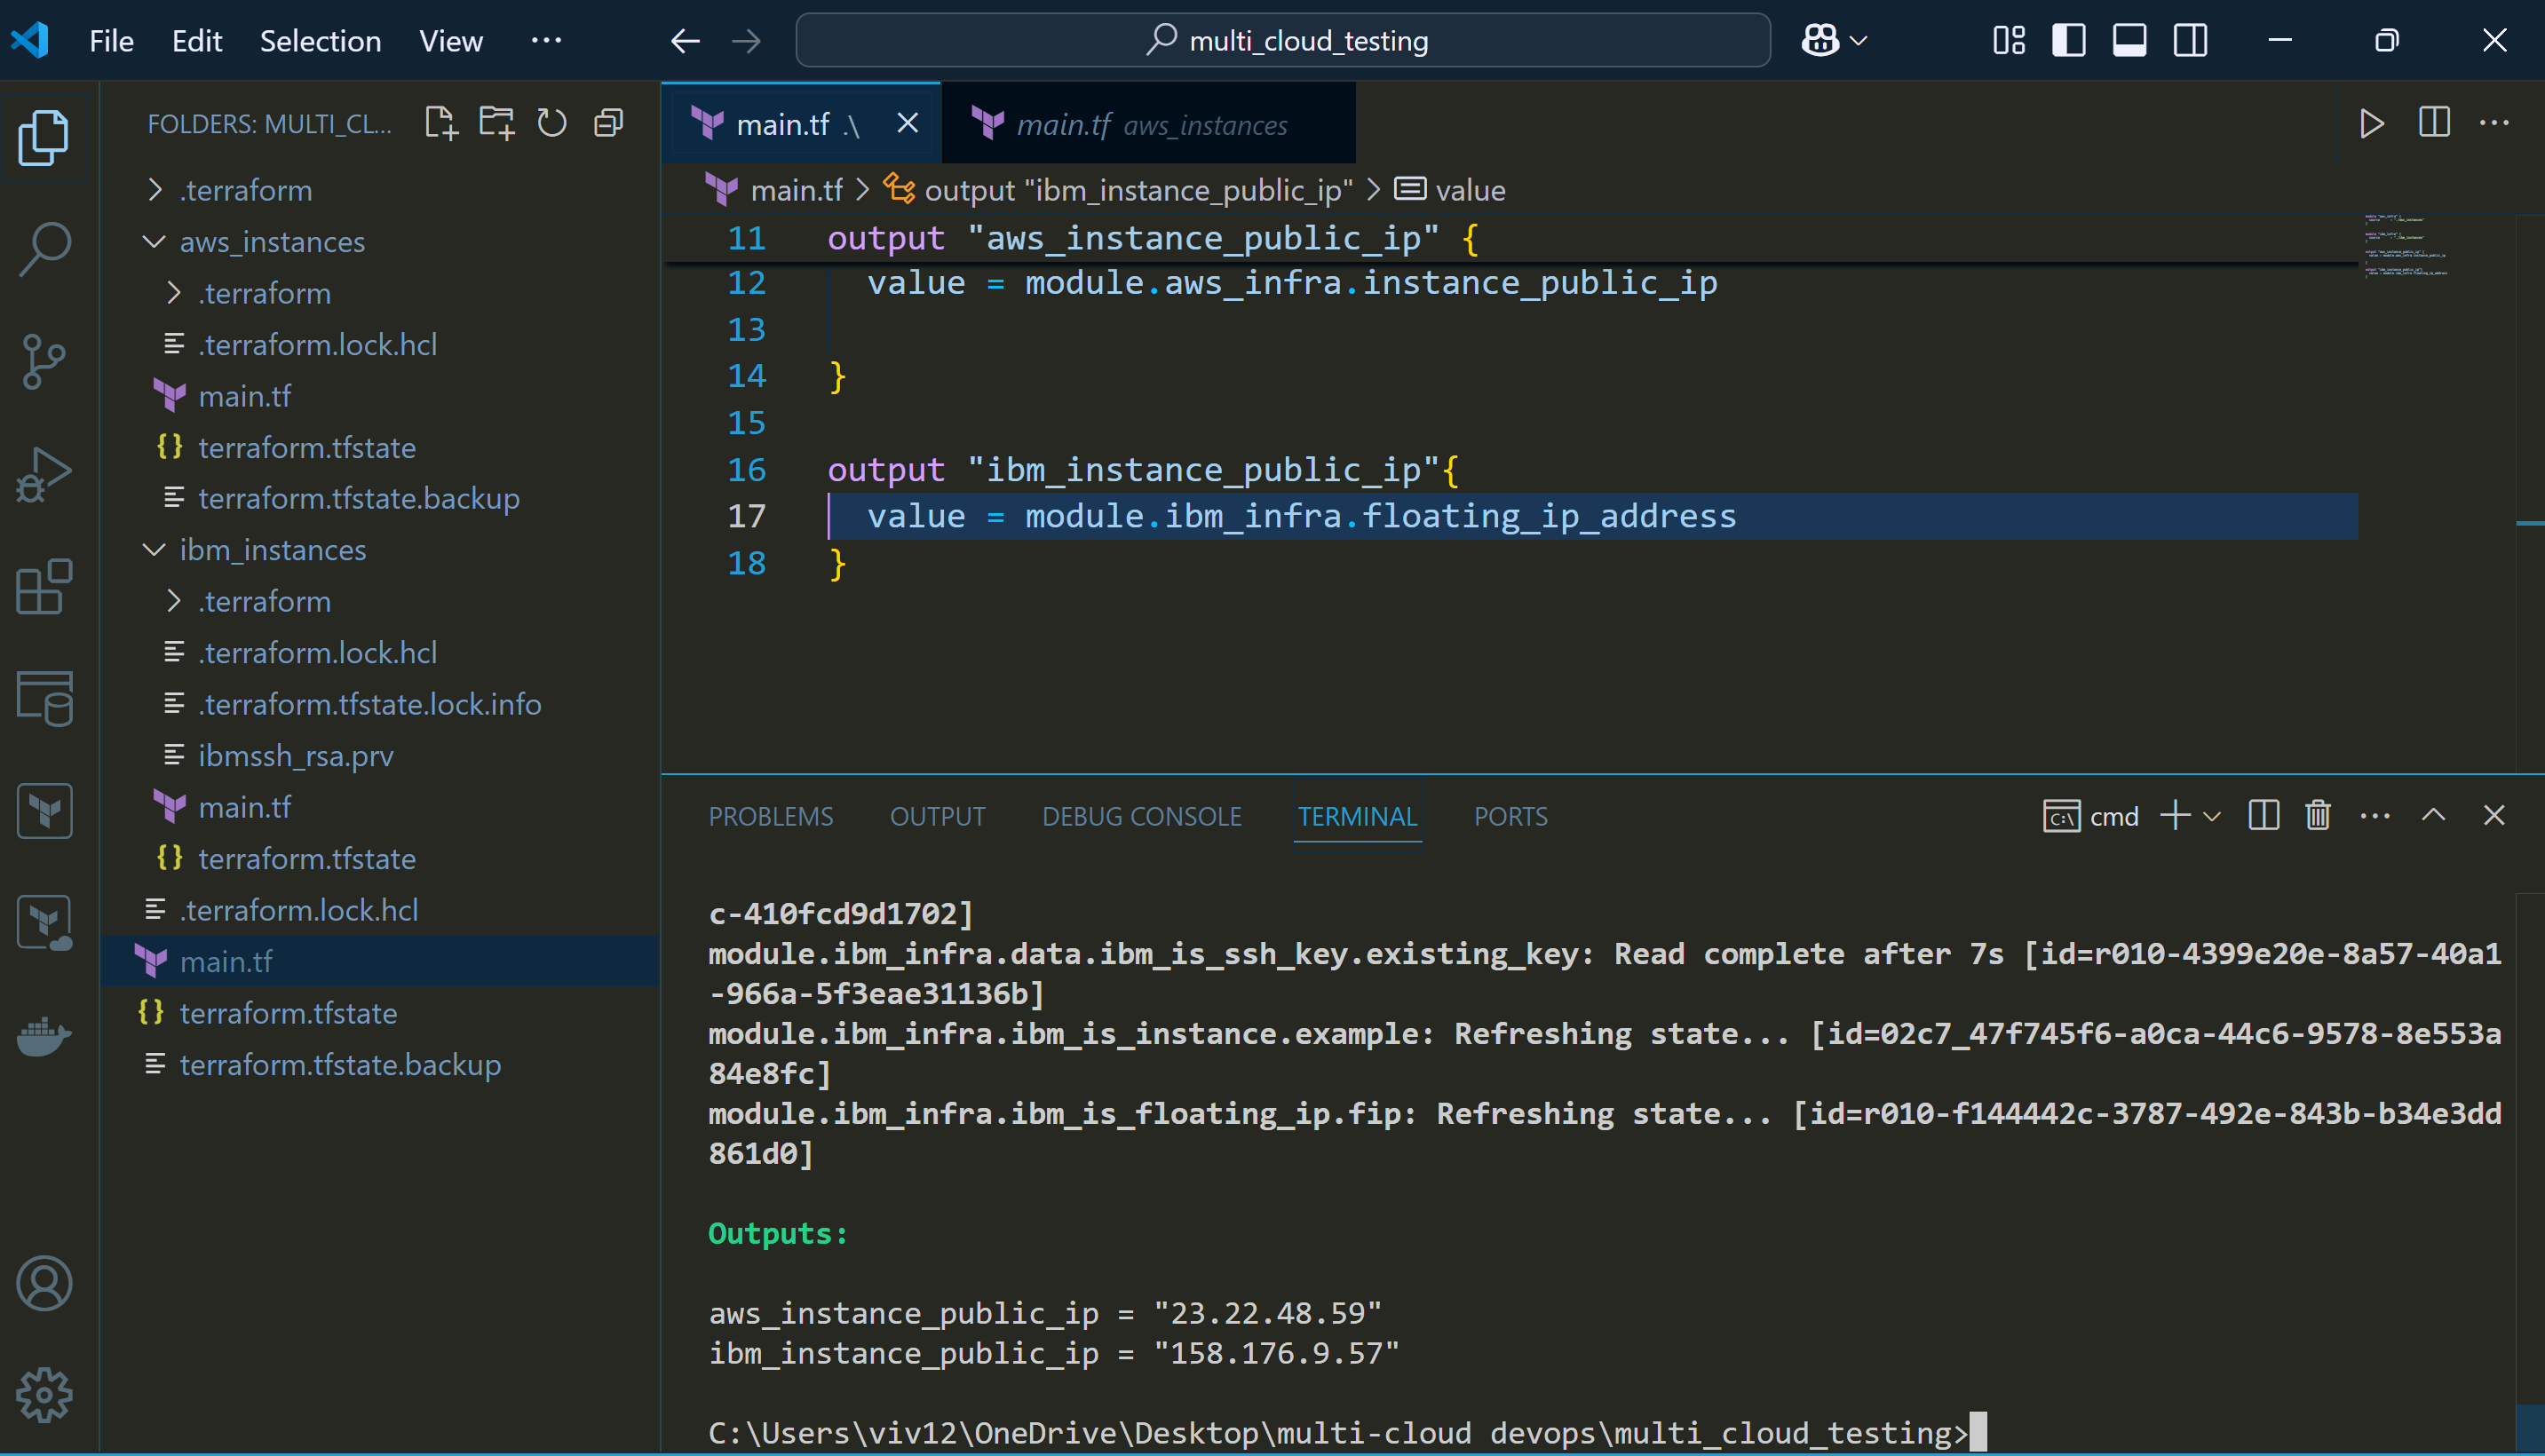 File Edit Selection View ··· multi_cloud_testing
FOLDERS: MULTI_CL...
.terraform
aws_instances
.terraform
.terraform.lock.hcl
main.tf
terraform.tfstate
terraform.tfstate.backup
ibm_instances
.terraform
.terraform.lock.hcl
.terraform.tfstate.lock.info
ibmssh_rsa.prv
main.tf
terraform.tfstate
.terraform.lock.hcl
main.tf
terraform.tfstate
terraform.tfstate.backup
main.tf .\ main.tf aws_instances
main.tf > output "ibm_instance_public_ip" > value
11 output "aws_instance_public_ip" {
12 value = module.aws_infra.instance_public_ip
13
14 }
15
16 output "ibm_instance_public_ip"{
17 value = module.ibm_infra.floating_ip_address
18 }
PROBLEMS OUTPUT DEBUG CONSOLE TERMINAL PORTS cmd
c-410fcd9d1702]
module.ibm_infra.data.ibm_is_ssh_key.existing_key: Read complete after 7s [id=r010-4399e20e-8a57-40a1
-966a-5f3eae31136b]
module.ibm_infra.ibm_is_instance.example: Refreshing state... [id=02c7_47f745f6-a0ca-44c6-9578-8e553a
84e8fc]
module.ibm_infra.ibm_is_floating_ip.fip: Refreshing state... [id=r010-f144442c-3787-492e-843b-b34e3dd
861d0]
Outputs:
aws_instance_public_ip = "23.22.48.59"
ibm_instance_public_ip = "158.176.9.57"
C:\Users\viv12\OneDrive\Desktop\multi-cloud devops\multi_cloud_testing>